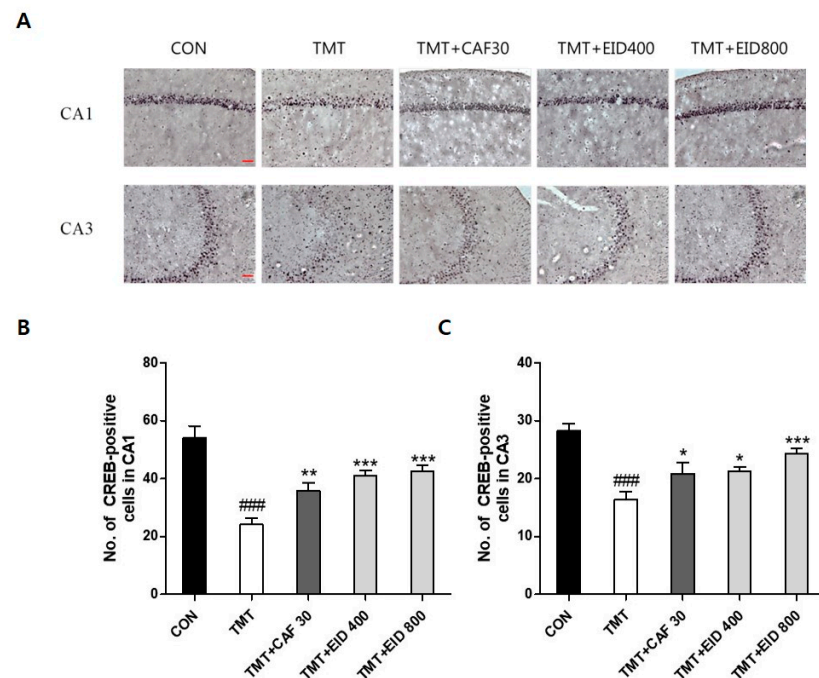 A
CON TMT TMT+CAF30 TMT+EID400 TMT+EID800
CA1
CA3
B
80
60
40
20
0
No. of CREB-positive
cells in CA1
###
**
***
***
CON
TMT
TMT+CAF 30
TMT+EID 400
TMT+EID 800
C
40
30
20
10
0
No. of CREB-positive
cells in CA3
###
*
*
***
CON
TMT
TMT+CAF 30
TMT+EID 400
TMT+EID 800